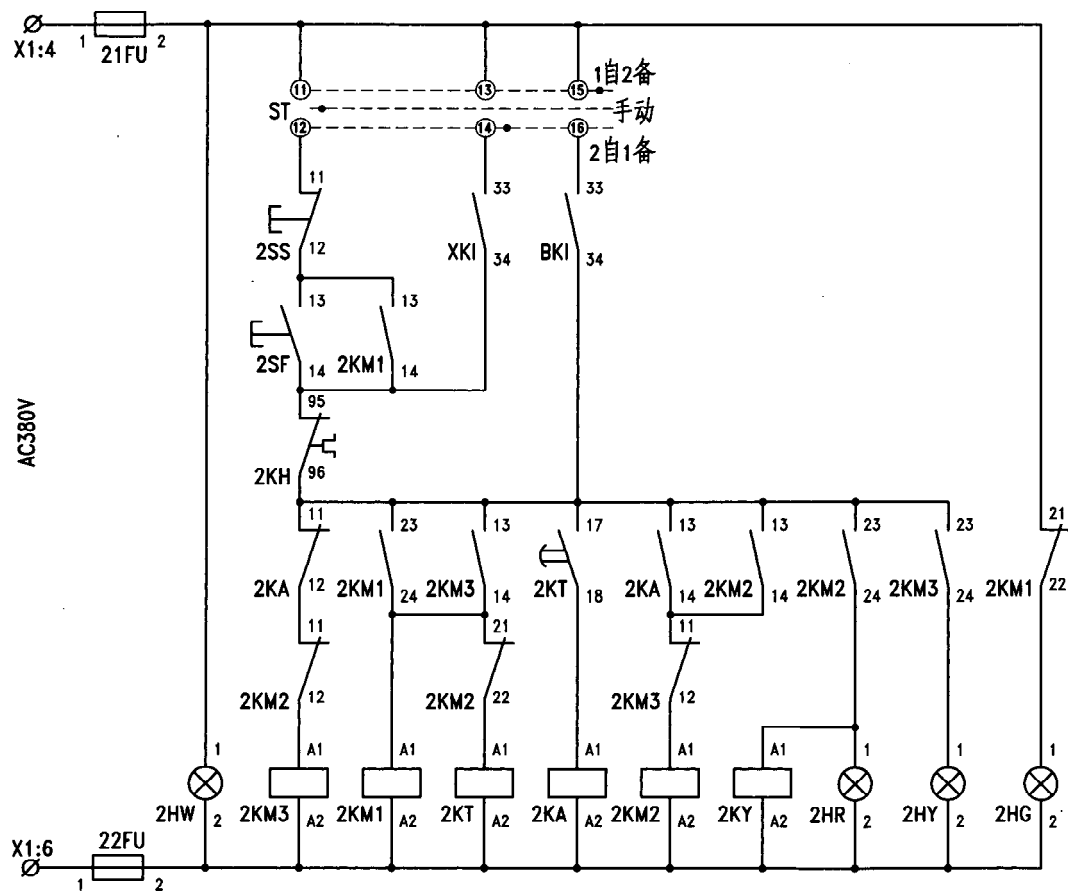 X1:4
1
21FU
2
11
13
15
1自2备
ST
手动
12
14
16
2自1备
11
2SS
12
33
XKI
34
33
BKI
34
13
2SF
14
13
2KM1
14
AC380V
95
2KH
96
11
2KA
12
23
2KM1
24
13
2KM3
14
17
2KT
18
13
2KA
14
13
2KM2
14
23
2KM2
24
23
2KM3
24
21
2KM1
22
11
2KM2
12
21
2KM2
22
11
2KM3
12
1
2HW
2
A1
2KM3
A2
A1
2KM1
A2
A1
2KT
A2
A1
2KA
A2
A1
2KM2
A2
A1
2KY
A2
1
2HR
2
1
2HY
2
1
2HG
2
X1:6
1
22FU
2